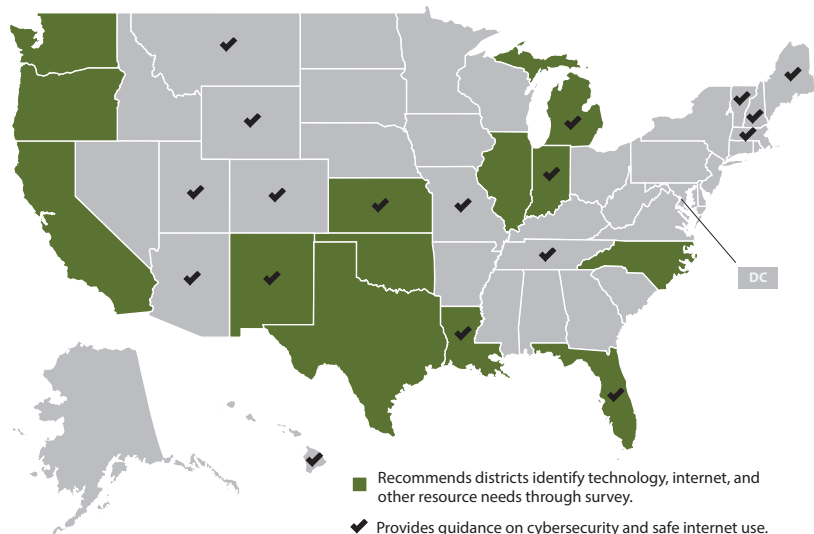 DC
Recommends districts identify technology, internet, and
other resource needs through survey.
Provides guidance on cybersecurity and safe internet use.